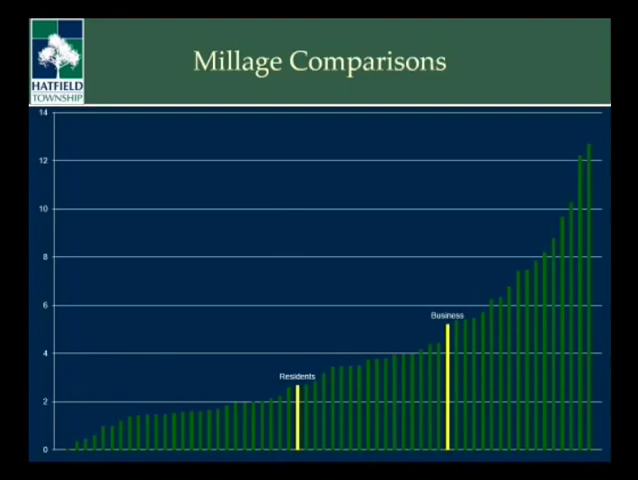 HATFIELD
TOWNSHIP
Millage Comparisons
14
12
10
8
6
4
2
0
Residents
Business